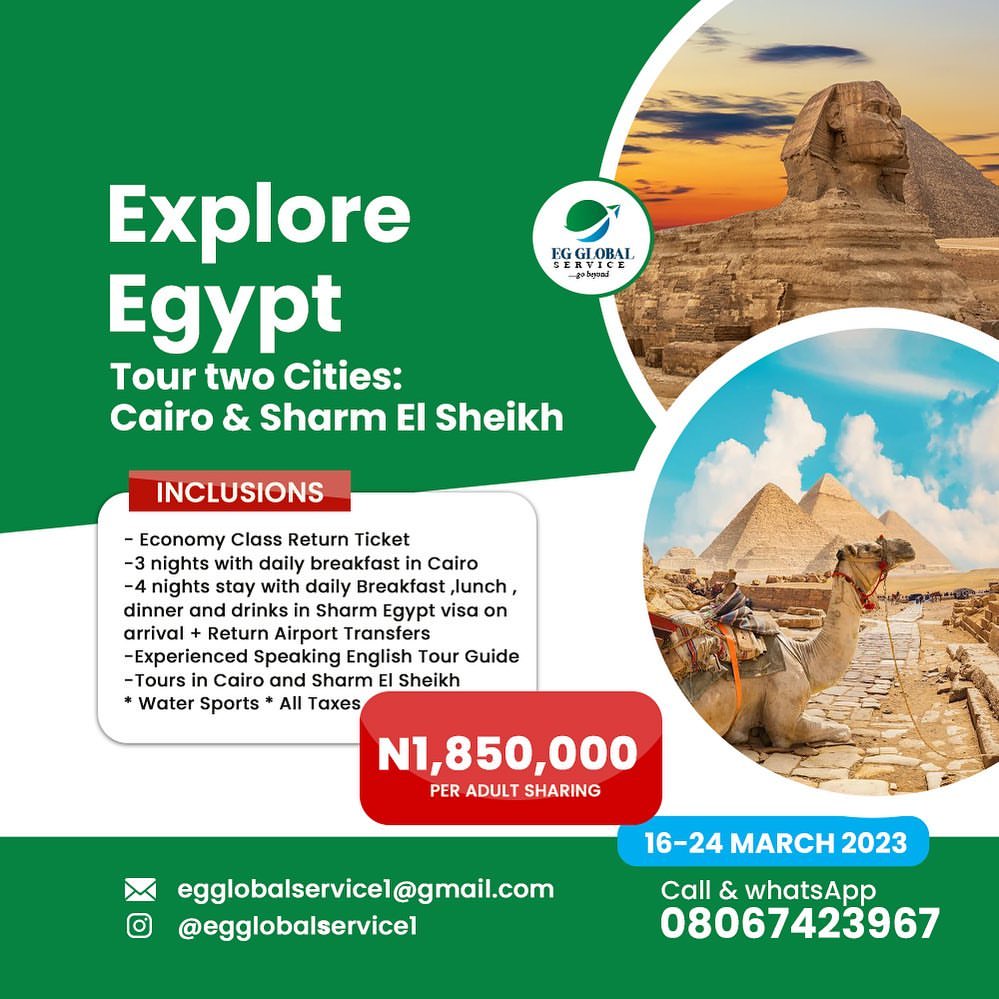 Explore
Egypt
Tour two Cities:
Cairo & Sharm El Sheikh
EG GLOBAL
SERVICE
...go beyond
INCLUSIONS
- Economy Class Return Ticket
-3 nights with daily breakfast in Cairo
-4 nights stay with daily Breakfast ,lunch ,
dinner and drinks in Sharm Egypt visa on
arrival + Return Airport Transfers
-Experienced Speaking English Tour Guide
-Tours in Cairo and Sharm El Sheikh
* Water Sports * All Taxes
N1,850,000
PER ADULT SHARING
16-24 MARCH 2023
egglobalservice1@gmail.com
@egglobalservice1
Call & whatsApp
08067423967